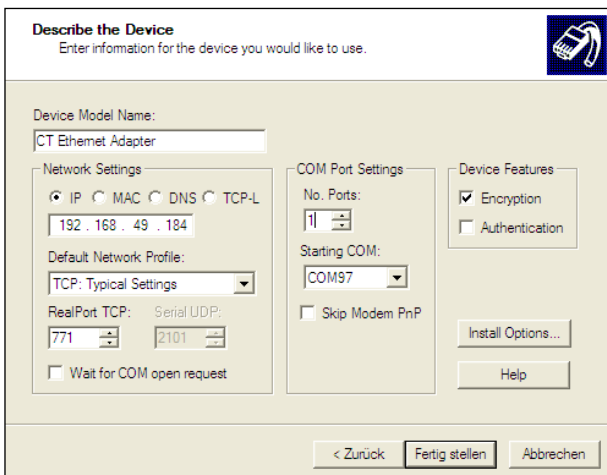 Describe the Device
Enter information for the device you would like to use.
Device Model Name:
CT Ethernet Adapter
Network Settings
IP MAC DNS TCP-L
192 . 168 . 49 . 184
Default Network Profile:
TCP: Typical Settings
RealPort TCP: Serial UDP:
771 2101
Wait for COM open request
COM Port Settings
No. Ports:
1
Starting COM:
COM97
Skip Modem PnP
Device Features
Encryption
Authentication
Install Options...
Help
< Zurück Fertig stellen Abbrechen